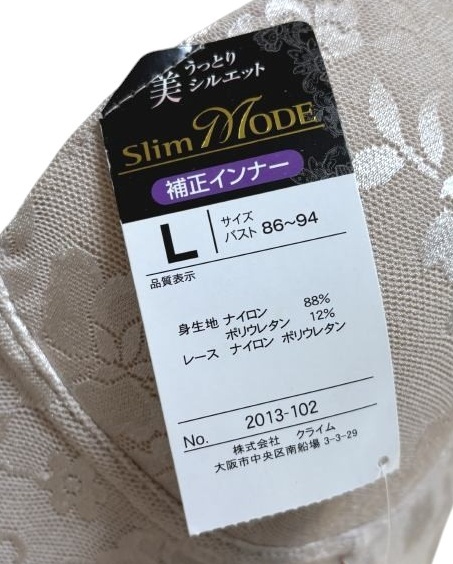 美 うっとり
シルエット
Slim MODE
補正インナー
L サイズ
バスト 86〜94
品質表示
身生地 ナイロン 88%
ポリウレタン 12%
レース ナイロン ポリウレタン
No. 2013-102
株式会社 クライム
大阪市中央区南船場 3-3-29